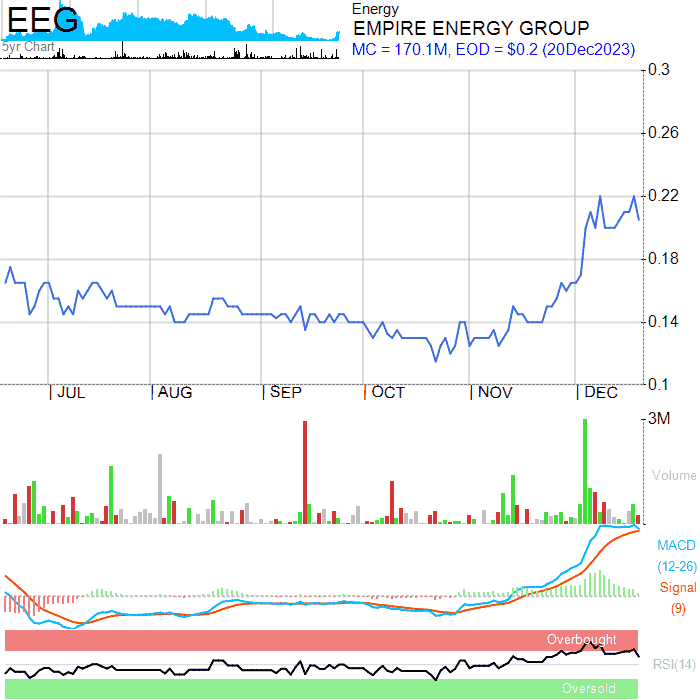 EEG
5yr Chart
Energy
EMPIRE ENERGY GROUP
MC = 170.1M, EOD = $0.2 (20Dec2023)
0.3
0.26
0.22
0.18
0.14
0.1
JUL
AUG
SEP
OCT
NOV
DEC
3M
Volume
MACD
(12-26)
Signal
(9)
Overbought
RSI(14)
Oversold